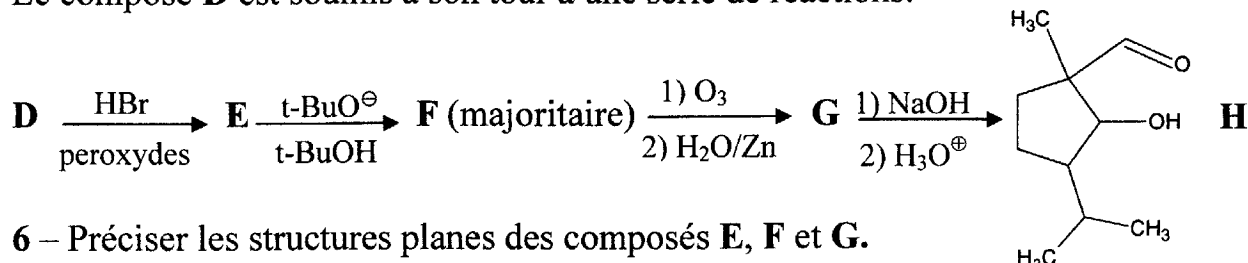 Le composé D est soumis à son tour à une série de réactions.
D HBr peroxydes E t-BuO⊖ t-BuOH F (majoritaire) 1) O₃ 2) H₂O/Zn G 1) NaOH 2) H₃O⊕ H
H₃C
O
OH
CH₃
H₃C
6 – Préciser les structures planes des composés E, F et G.